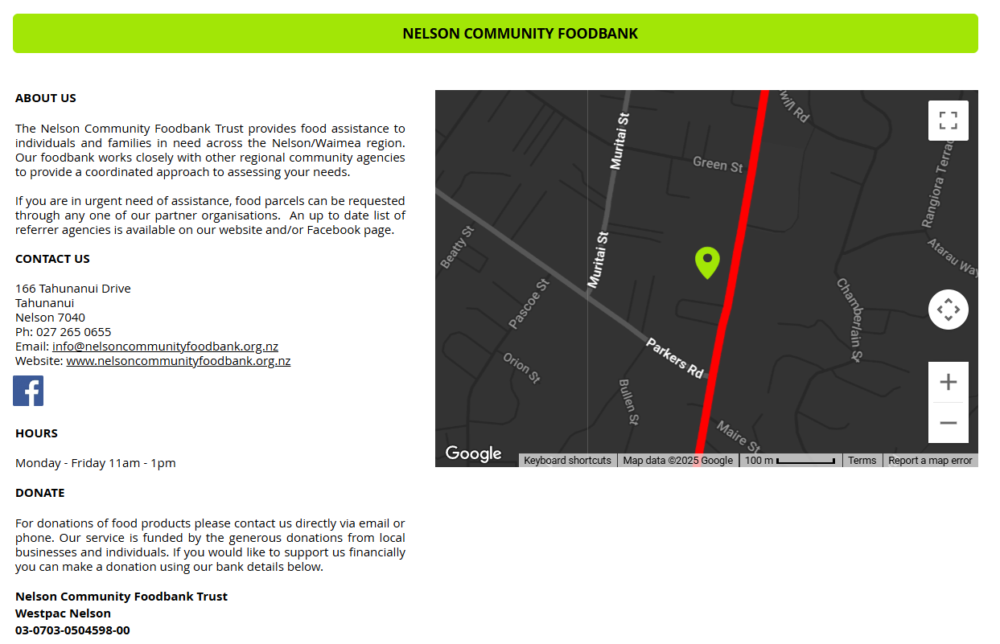 NELSON COMMUNITY FOODBANK
ABOUT US
The Nelson Community Foodbank Trust provides food assistance to
individuals and families in need across the Nelson/Waimea region.
Our foodbank works closely with other regional community agencies
to provide a coordinated approach to assessing your needs.
If you are in urgent need of assistance, food parcels can be requested
through any one of our partner organisations.  An up to date list of
referrer agencies is available on our website and/or Facebook page.
CONTACT US
166 Tahunanui Drive
Tahunanui
Nelson 7040
Ph: 027 265 0655
Email: info@nelsoncommunityfoodbank.org.nz
Website: www.nelsoncommunityfoodbank.org.nz
HOURS
Monday - Friday 11am - 1pm
DONATE
For donations of food products please contact us directly via email or
phone. Our service is funded by the generous donations from local
businesses and individuals. If you would like to support us financially
you can make a donation using our bank details below.
Nelson Community Foodbank Trust
Westpac Nelson
03-0703-0504598-00
Muritai St
Green St
Rd
Rangiora
Beatty St
Muritai St
Atarau Way
Pascoe St
Chamberlain St
Parkers Rd
Orion St
Bullen St
Maire St
Google
Keyboard shortcuts
Map data ©2025 Google
100 m
Terms
Report a map error